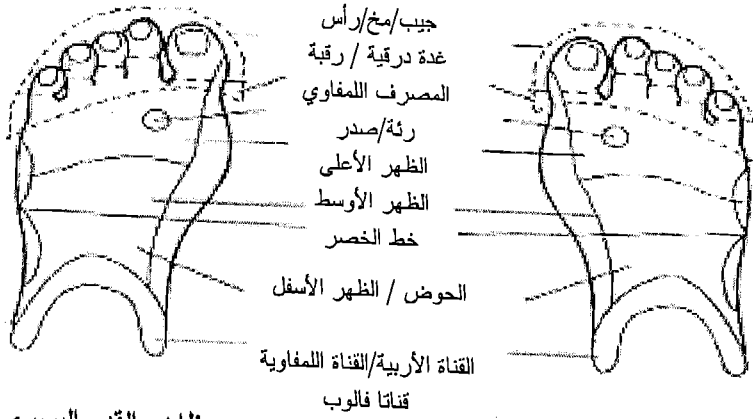 جيب/مخ/رأس
غدة درقية / رقبة
المصرف اللمفاوي
رئة/صدر
الظهر الأعلى
الظهر الأوسط
خط الخصر
الحوض / الظهر الأسفل
القناة الأربية/القناة اللمفاوية
قناتا فالوب